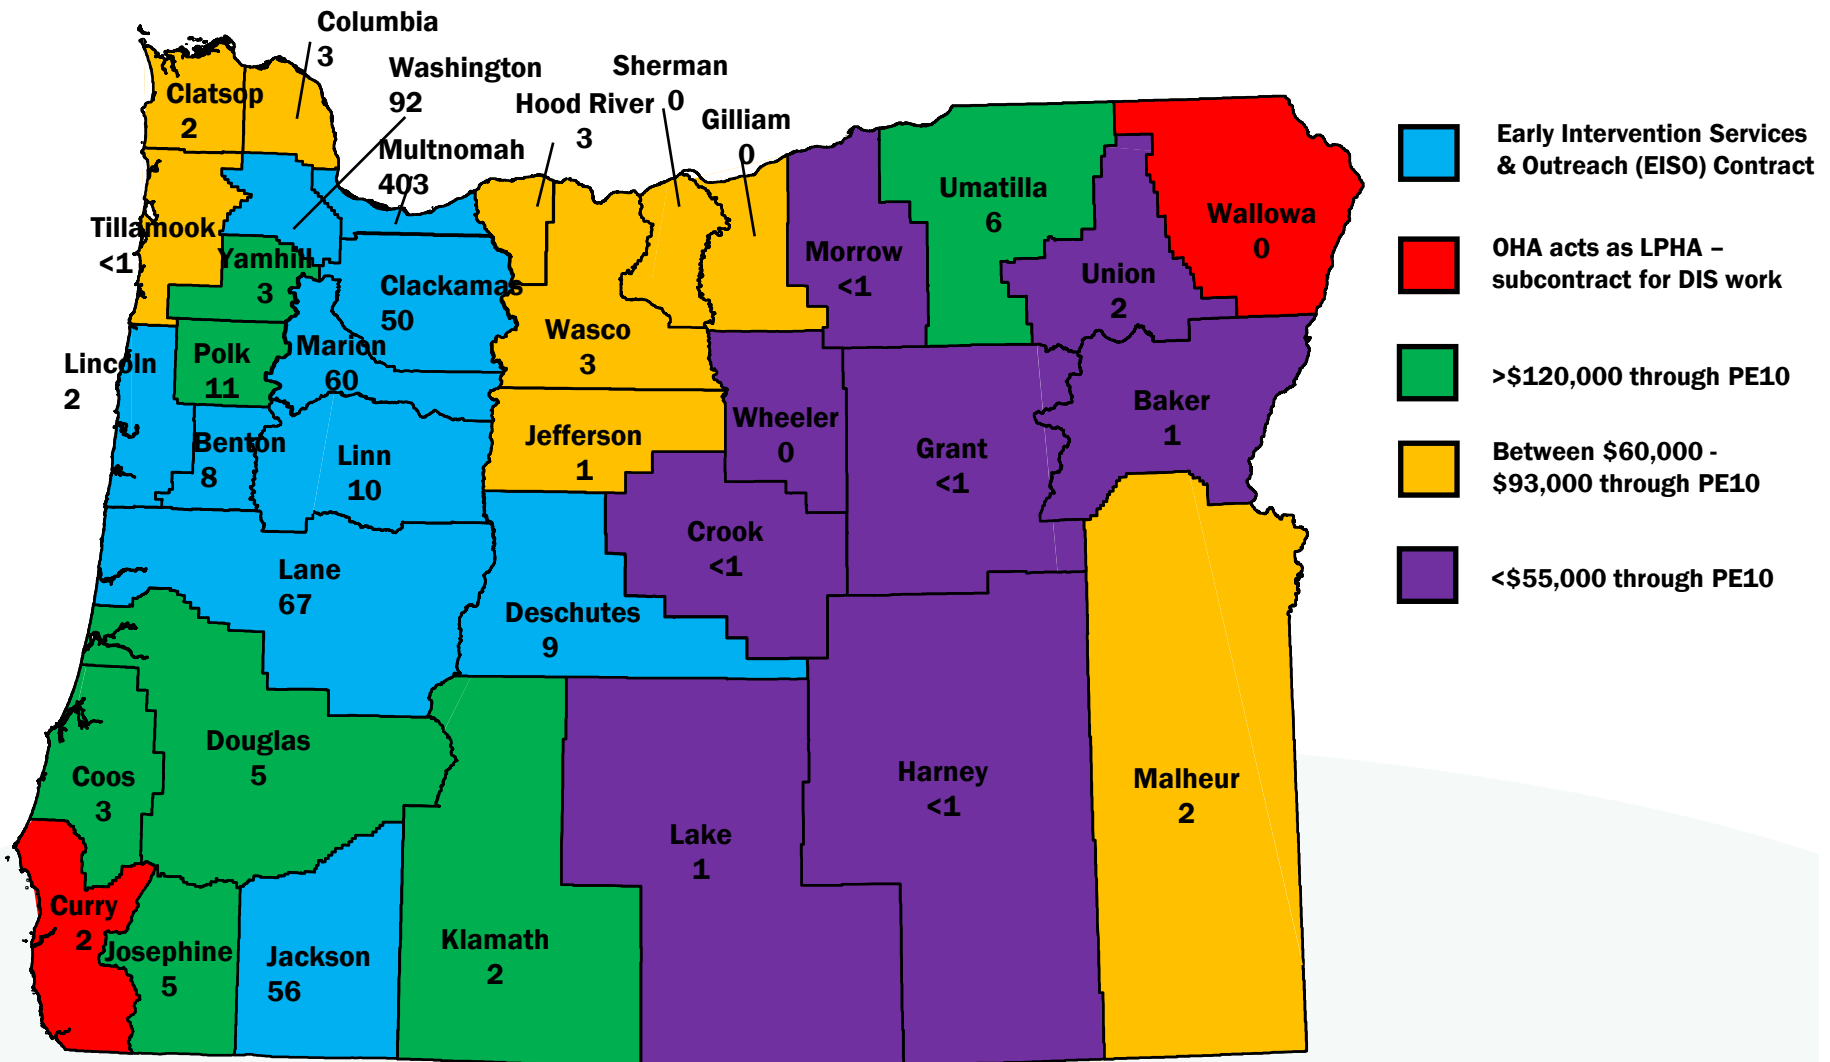 Columbia
3
Washington
92
Sherman
0
Hood River
3
Gilliam
0
Clatsop
2
Multnomah
403
Tillamook
<1
Yamhill
3
Clackamas
50
Morrow
<1
Umatilla
6
Wallowa
0
Union
2
Wasco
3
Lincoln
2
Polk
11
Marion
60
Baker
1
Wheeler
0
Jefferson
1
Grant
<1
Benton
8
Linn
10
Crook
<1
Lane
67
Deschutes
9
Douglas
5
Coos
3
Harney
<1
Malheur
2
Lake
1
Curry
2
Josephine
5
Jackson
56
Klamath
2
Early Intervention Services
& Outreach (EISO) Contract
OHA acts as LPHA –
subcontract for DIS work
>$120,000 through PE10
Between $60,000 -
$93,000 through PE10
<$55,000 through PE10